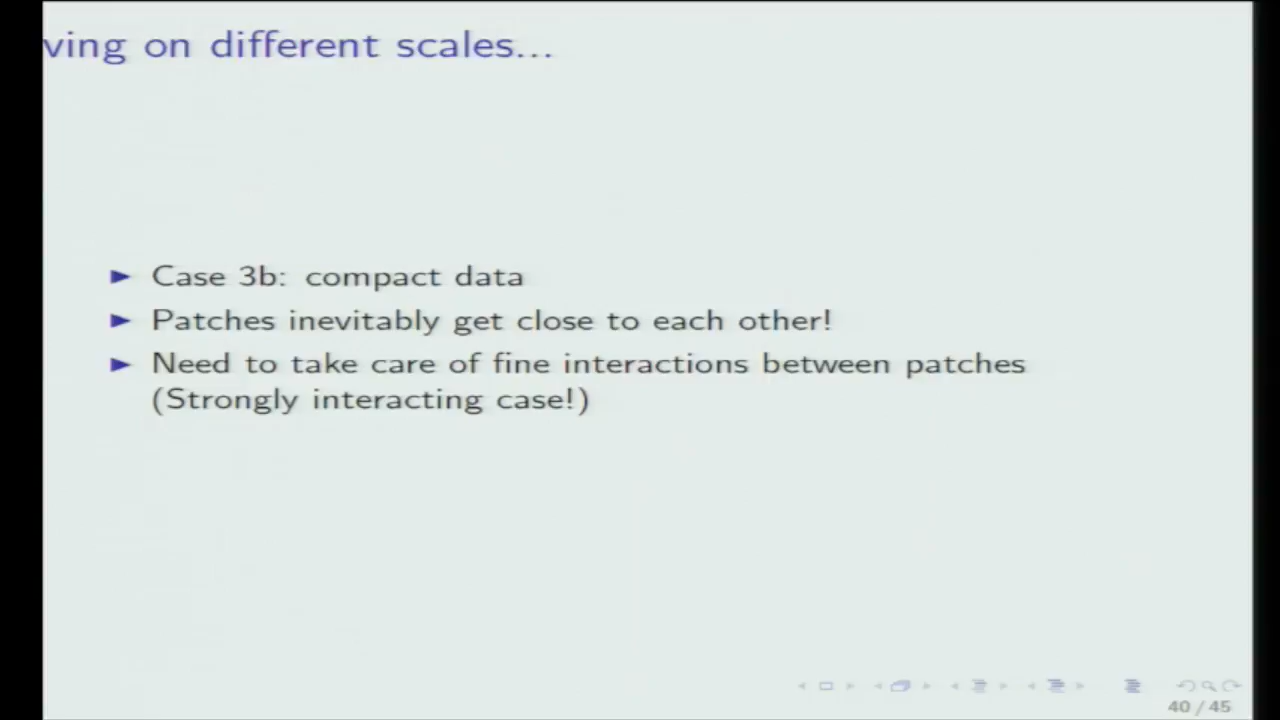 ving on different scales...
Case 3b: compact data
Patches inevitably get close to each other!
Need to take care of fine interactions between patches
(Strongly interacting case!)
40 / 45